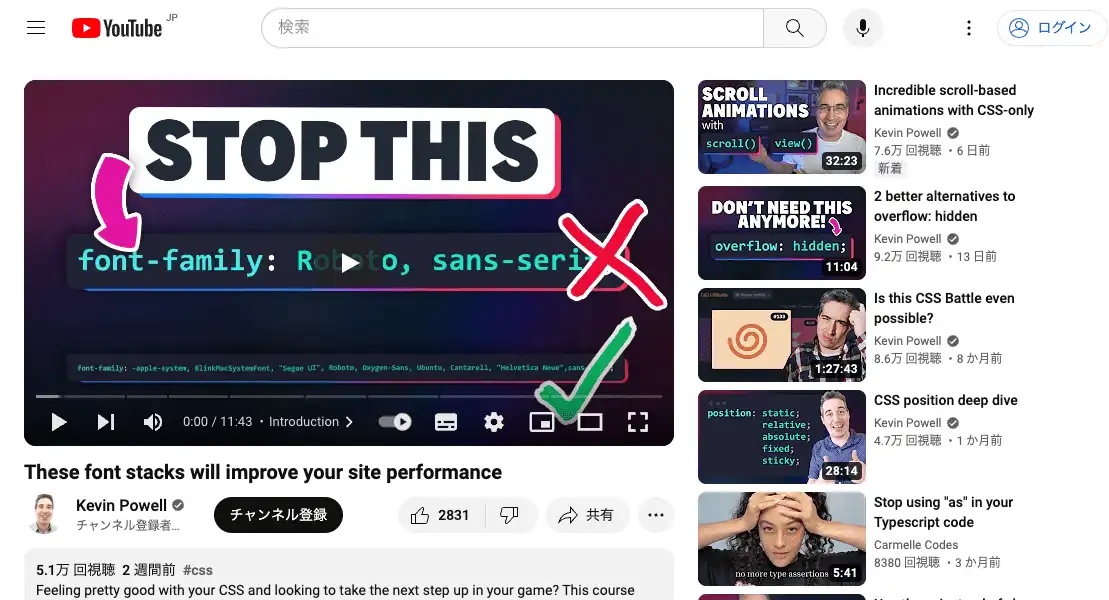 YouTube JP
検索
ログイン
STOP THIS
font-family: Roboto, sans-serif
font-family: -apple-system, BlinkMacSystemFont, "Segoe UI", Roboto, Oxygen-Sans, Ubuntu, Cantarell, "Helvetica Neue",sans
0:00 / 11:43 • Introduction
These font stacks will improve your site performance
Kevin Powell
チャンネル登録者...
チャンネル登録
2831
共有
5.1万 回視聴 2 週間前 #css
Feeling pretty good with your CSS and looking to take the next step up in your game? This course
SCROLL
ANIMATIONS
with
scroll() view()
32:23
Incredible scroll-based
animations with CSS-only
Kevin Powell
7.6万 回視聴 • 6 日前
新着
DON'T NEED THIS
ANYMORE!
overflow: hidden;
11:04
2 better alternatives to
overflow: hidden
Kevin Powell
9.2万 回視聴 • 13 日前
#133
1:27:43
Is this CSS Battle even
possible?
Kevin Powell
8.6万 回視聴 • 8 か月前
position: static;
relative;
absolute;
fixed;
sticky;
28:14
CSS position deep dive
Kevin Powell
4.7万 回視聴 • 1 か月前
no more type assertions
5:41
Stop using "as" in your
Typescript code
Carmelle Codes
8380 回視聴 • 3 か月前